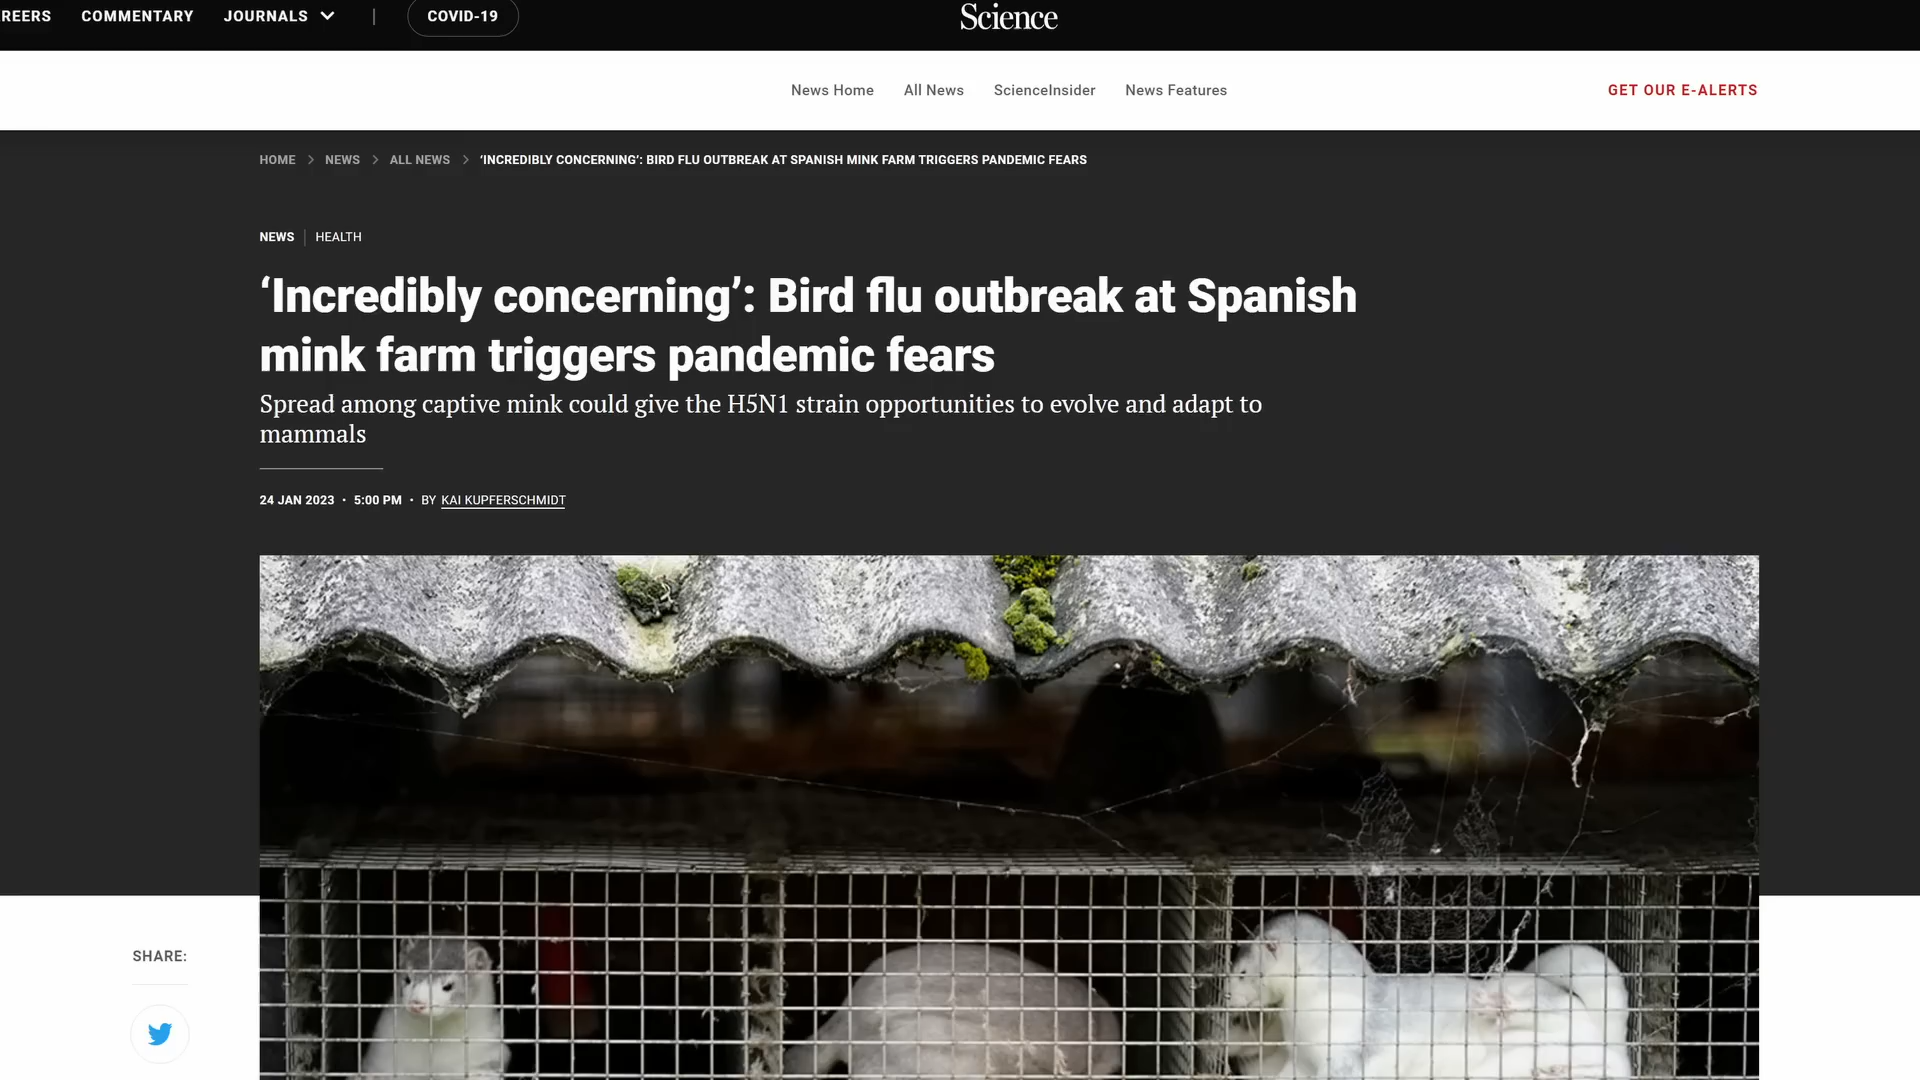 REERS COMMENTARY JOURNALS | COVID-19 Science
News Home All News ScienceInsider News Features GET OUR E-ALERTS
HOME > NEWS > ALL NEWS > ‘INCREDIBLY CONCERNING’: BIRD FLU OUTBREAK AT SPANISH MINK FARM TRIGGERS PANDEMIC FEARS
NEWS | HEALTH
‘Incredibly concerning’: Bird flu outbreak at Spanish
mink farm triggers pandemic fears
Spread among captive mink could give the H5N1 strain opportunities to evolve and adapt to
mammals
24 JAN 2023 • 5:00 PM • BY KAI KUPFERSCHMIDT
SHARE: